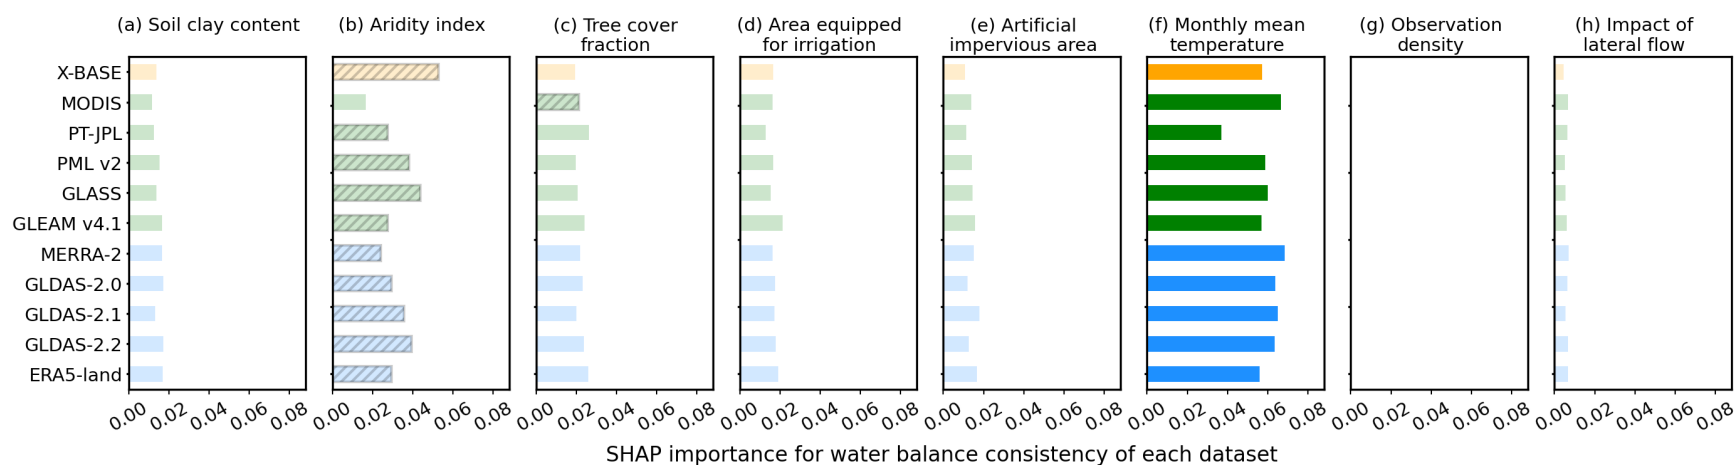 (a) Soil clay content
(b) Aridity index
(c) Tree cover
fraction
(d) Area equipped
for irrigation
(e) Artificial
impervious area
(f) Monthly mean
temperature
(g) Observation
density
(h) Impact of
lateral flow
X-BASE
MODIS
PT-JPL
PML v2
GLASS
GLEAM v4.1
MERRA-2
GLDAS-2.0
GLDAS-2.1
GLDAS-2.2
ERA5-land
0.00 0.02 0.04 0.06 0.08
0.00 0.02 0.04 0.06 0.08
0.00 0.02 0.04 0.06 0.08
0.00 0.02 0.04 0.06 0.08
0.00 0.02 0.04 0.06 0.08
0.00 0.02 0.04 0.06 0.08
0.00 0.02 0.04 0.06 0.08
0.00 0.02 0.04 0.06 0.08
SHAP importance for water balance consistency of each dataset